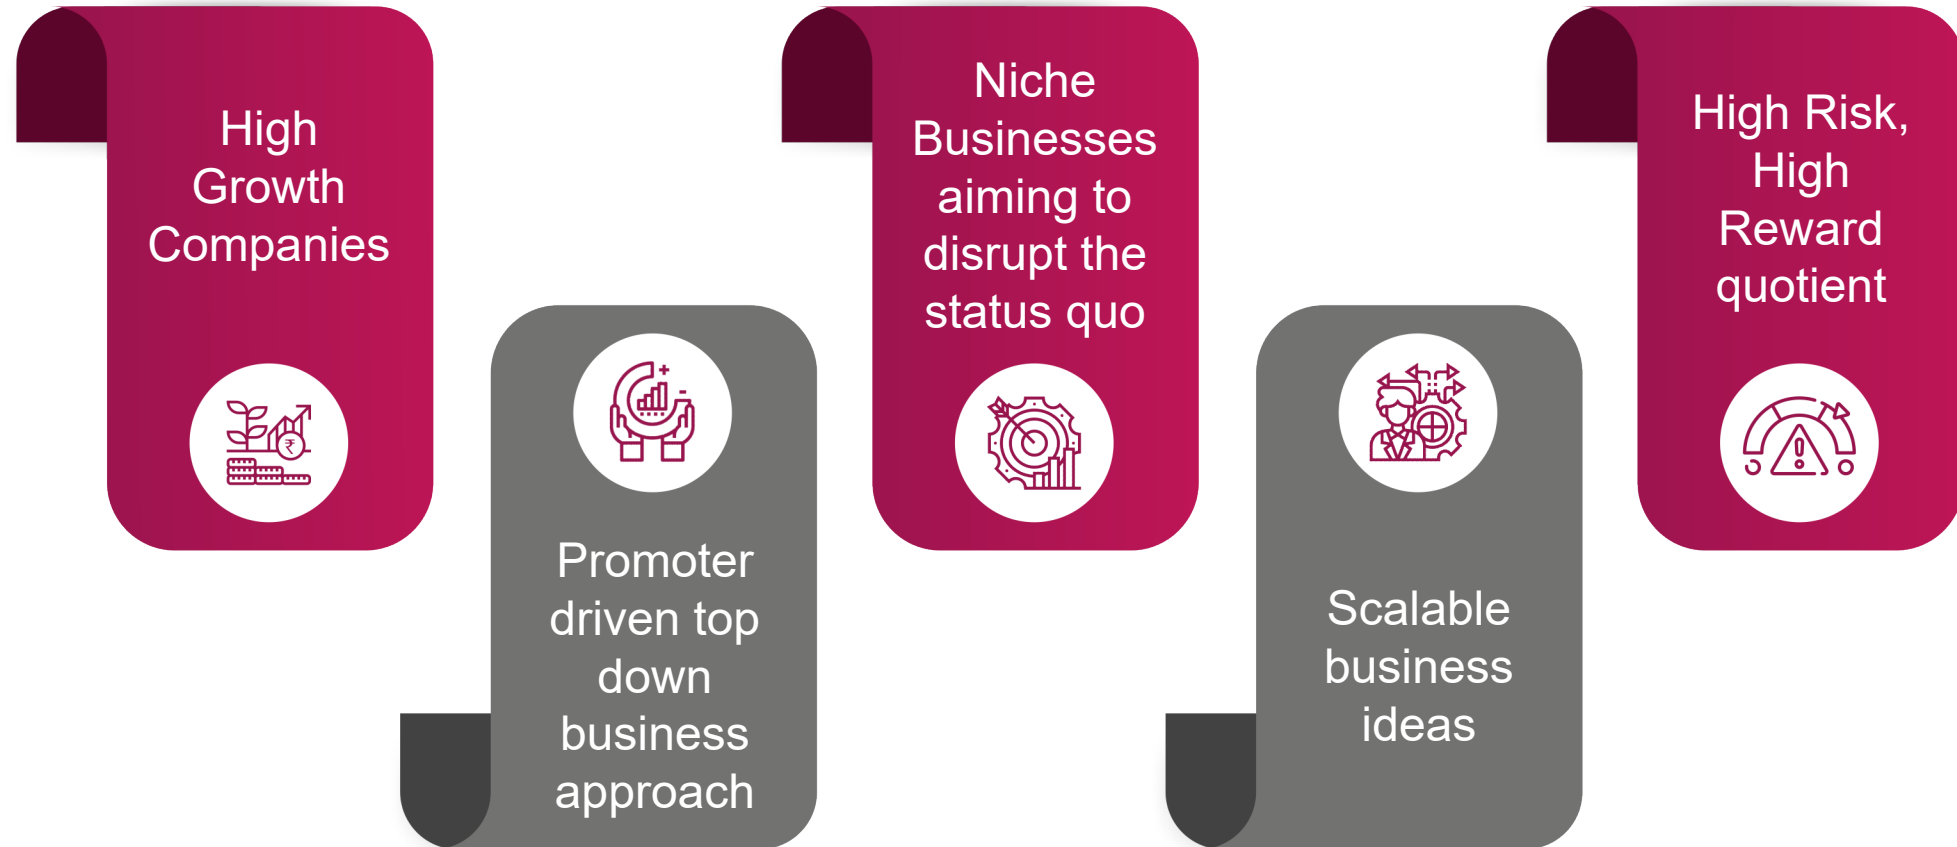 High
Growth
Companies
Promoter
driven top
down
business
approach
Niche
Businesses
aiming to
disrupt the
status quo
Scalable
business
ideas
High Risk,
High
Reward
quotient